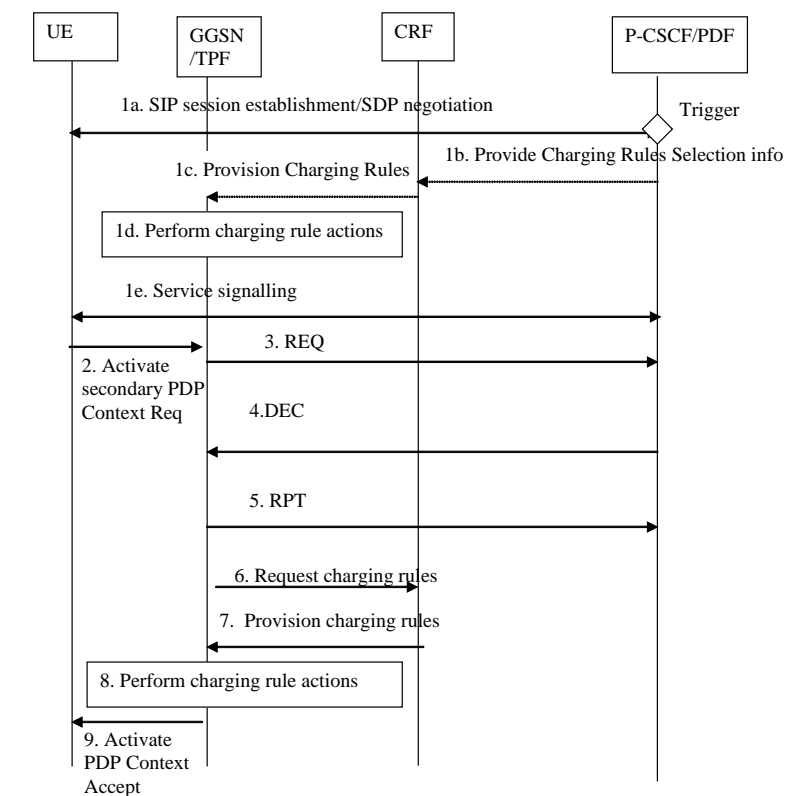 UE
GGSN
/TPF
CRF
P-CSCF/PDF
1a. SIP session establishment/SDP negotiation
Trigger
1b. Provide Charging Rules Selection info
1c. Provision Charging Rules
1d. Perform charging rule actions
1e. Service signalling
3. REQ
2. Activate
secondary PDP
Context Req
4.DEC
5. RPT
6. Request charging rules
7. Provision charging rules
8. Perform charging rule actions
9. Activate
PDP Context
Accept